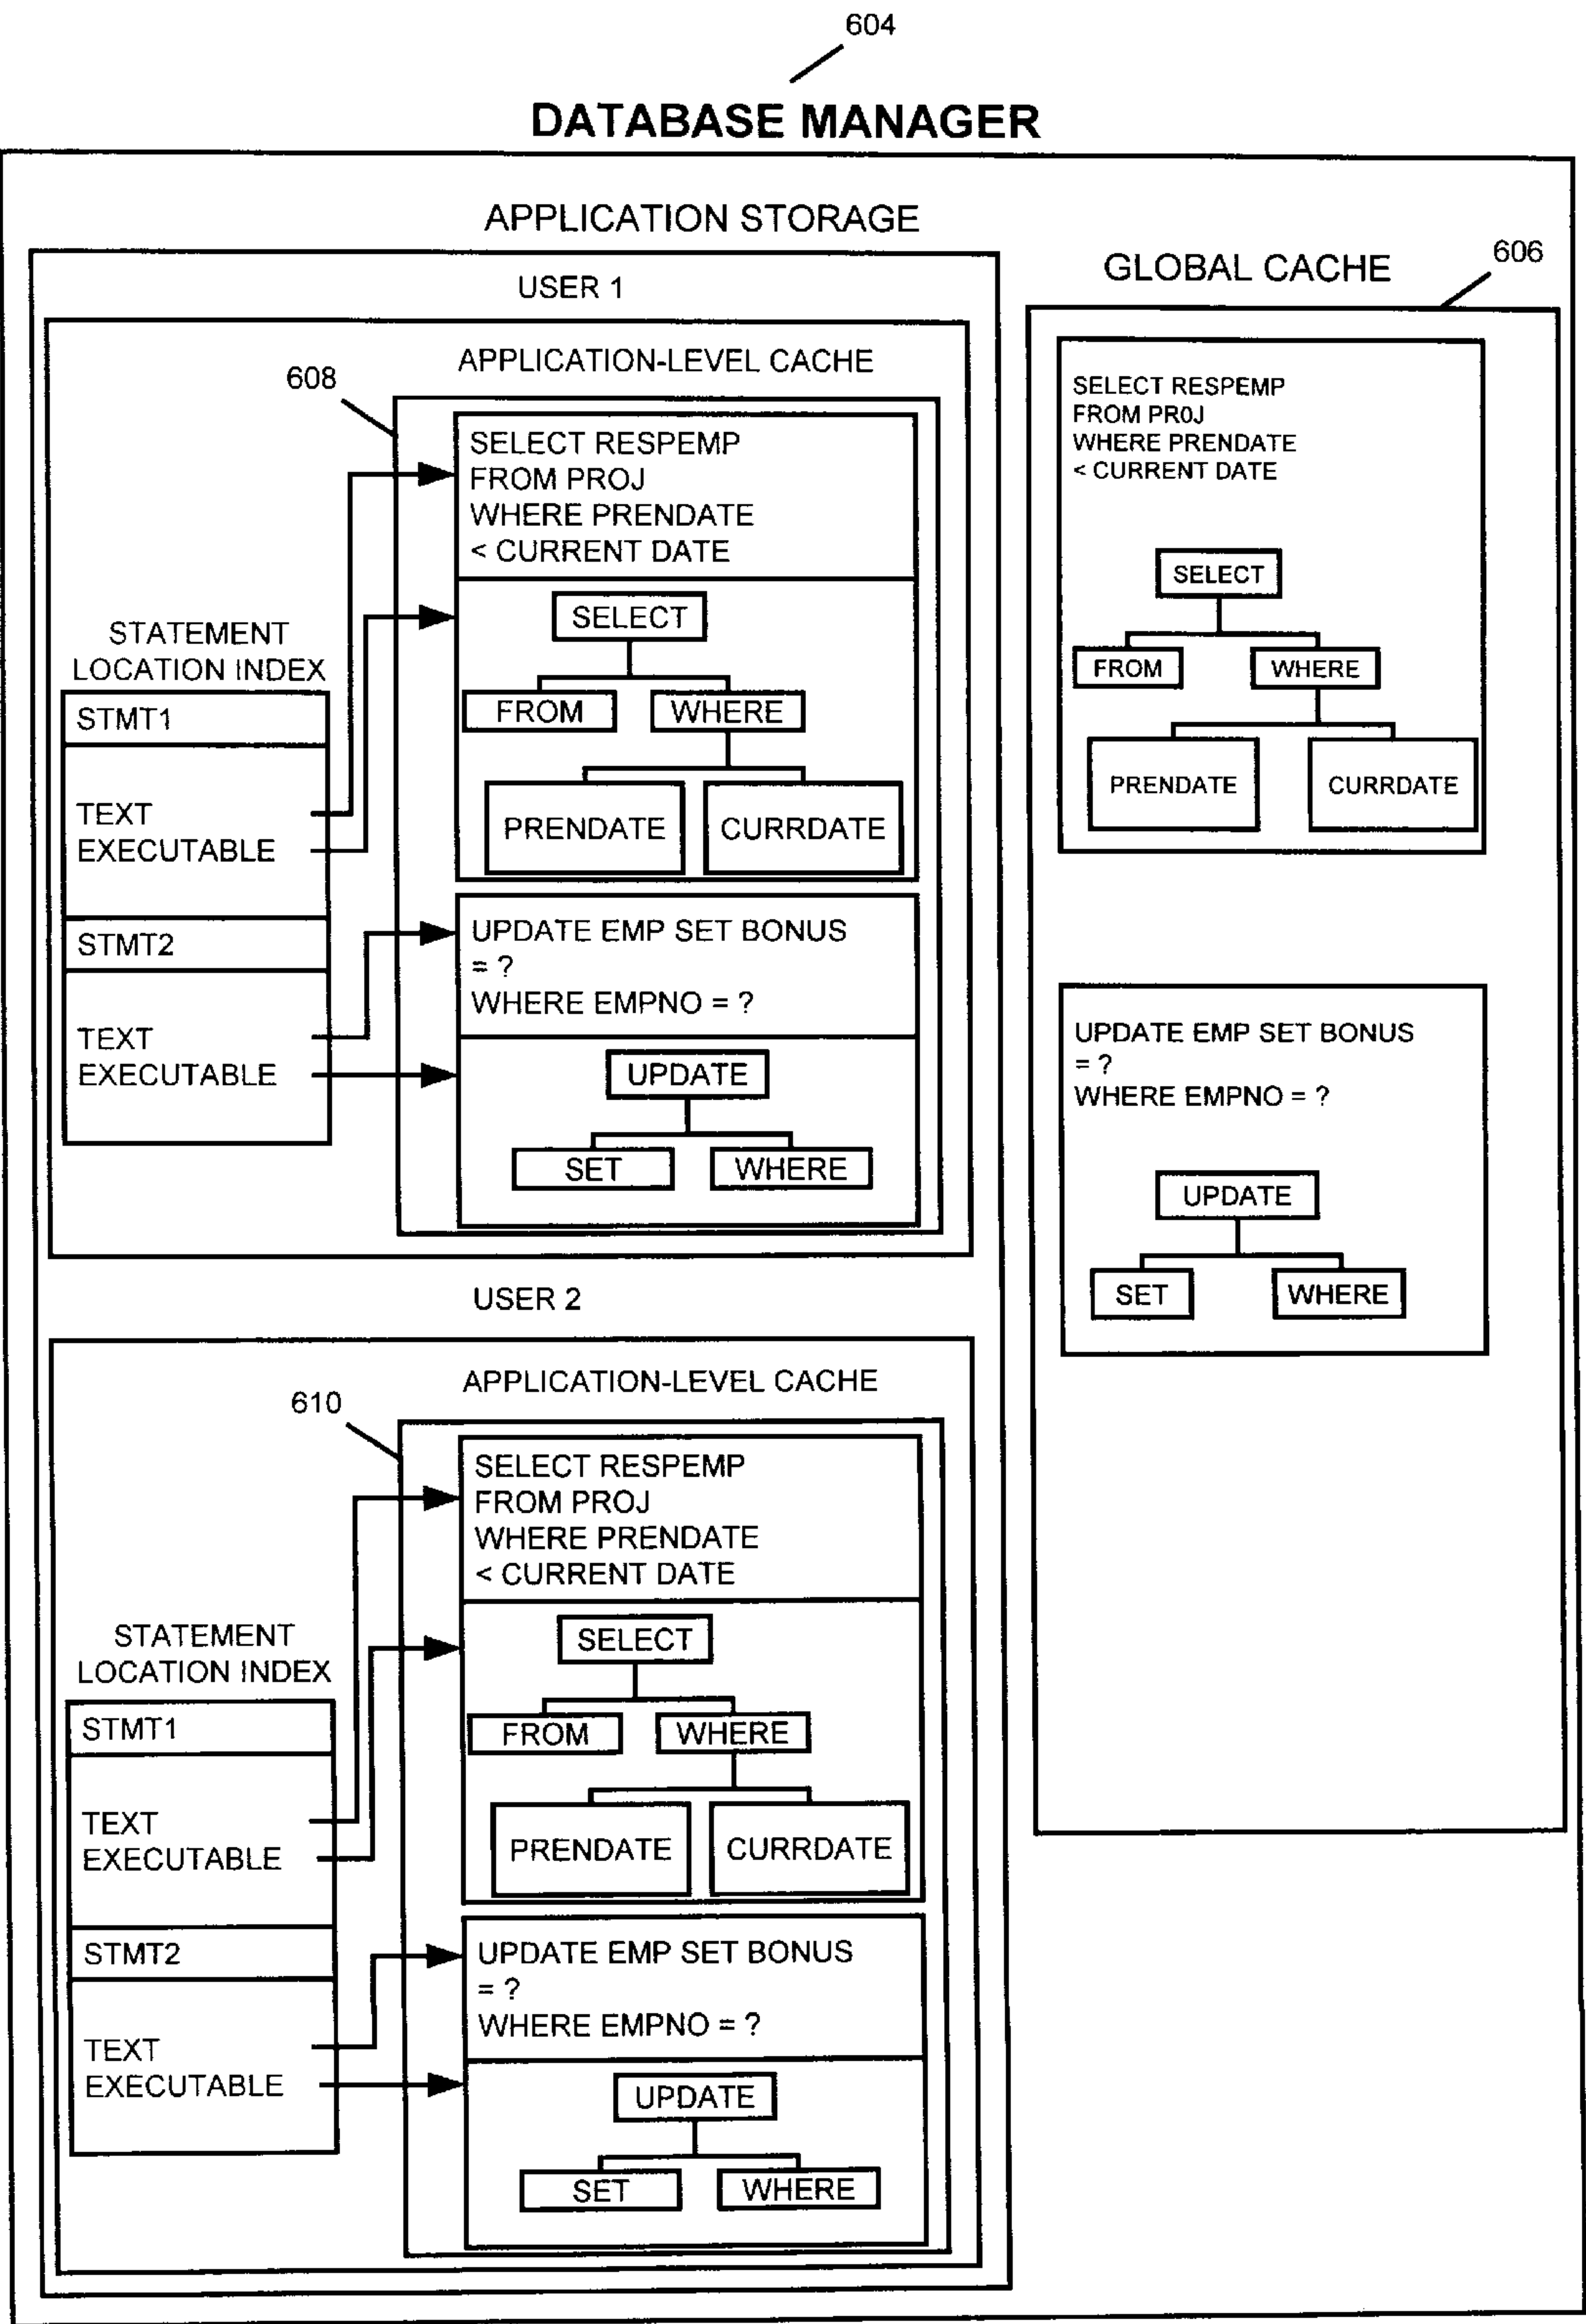 604
DATABASE MANAGER
APPLICATION STORAGE
USER 1
APPLICATION-LEVEL CACHE
608
SELECT RESPEMP
FROM PROJ
WHERE PRENDATE
< CURRENT DATE
SELECT
FROM WHERE
PRENDATE CURRDATE
STATEMENT
LOCATION INDEX
STMT1
TEXT
EXECUTABLE
STMT2
TEXT
EXECUTABLE
UPDATE EMP SET BONUS
= ?
WHERE EMPNO = ?
UPDATE
SET WHERE
USER 2
APPLICATION-LEVEL CACHE
610
SELECT RESPEMP
FROM PROJ
WHERE PRENDATE
< CURRENT DATE
SELECT
FROM WHERE
PRENDATE CURRDATE
STATEMENT
LOCATION INDEX
STMT1
TEXT
EXECUTABLE
STMT2
TEXT
EXECUTABLE
UPDATE EMP SET BONUS
= ?
WHERE EMPNO = ?
UPDATE
SET WHERE
GLOBAL CACHE
606
SELECT RESPEMP
FROM PR0J
WHERE PRENDATE
< CURRENT DATE
SELECT
FROM WHERE
PRENDATE CURRDATE
UPDATE EMP SET BONUS
= ?
WHERE EMPNO = ?
UPDATE
SET WHERE